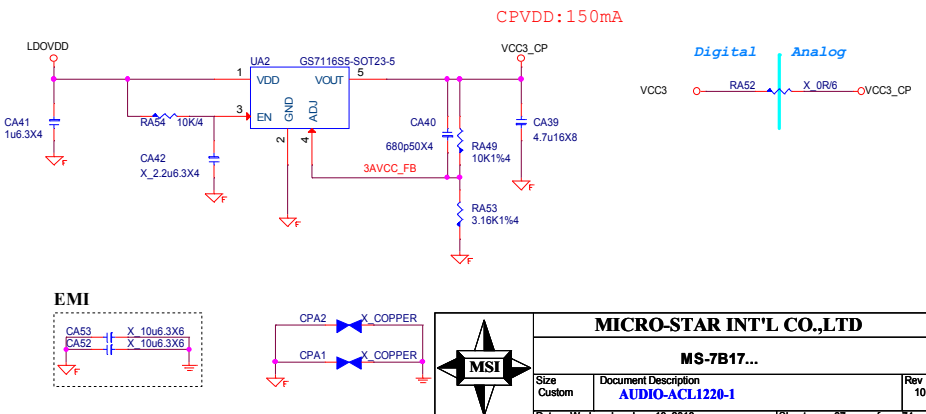 CPVDD:150mA
LDOVDD
UA2 GS7116S5-SOT23-5
VCC3_CP
1 VDD VOUT 5
3 EN GND ADJ
2 4
CA41
1u6.3X4
RA54 10K/4
CA42
X_2.2u6.3X4
CA40
680p50X4
RA49
10K1%4
CA39
4.7u16X8
3AVCC_FB
RA53
3.16K1%4
F
F
F
F
F
Digital Analog
VCC3 RA52 X_0R/6 VCC3_CP
EMI
CA53 X_10u6.3X6
CA52 X_10u6.3X6
F
CPA2 X_COPPER
CPA1 X_COPPER
F
MSI
MICRO-STAR INT'L CO.,LTD
MS-7B17...
Size
Custom
Document Description
AUDIO-ACL1220-1
Rev
10